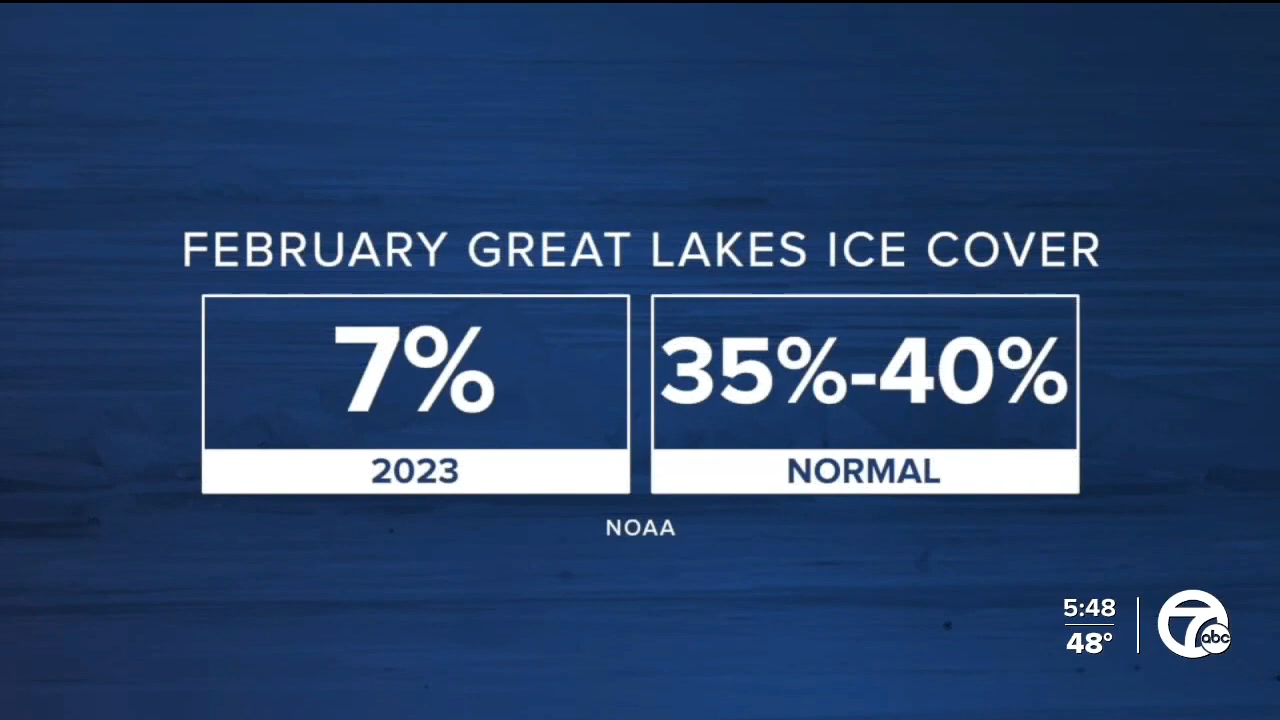 FEBRUARY GREAT LAKES ICE COVER
7%
2023
35%-40%
NORMAL
NOAA
5:48
48°
7
abc